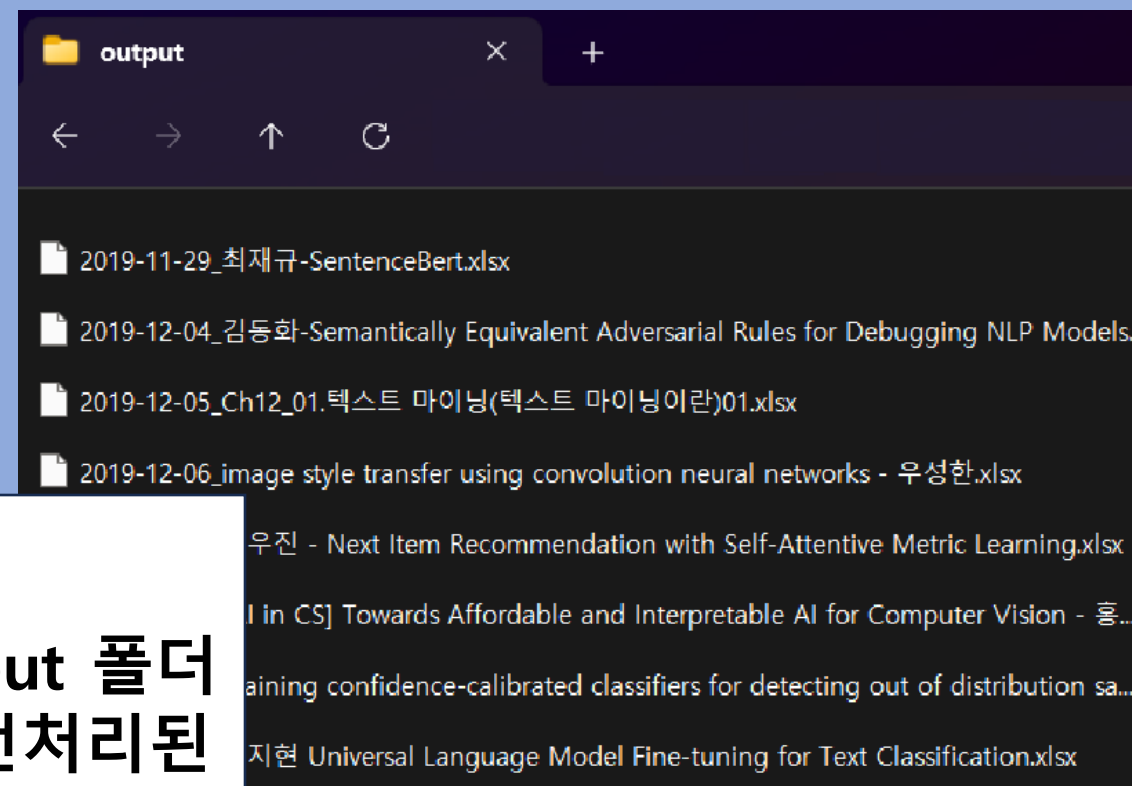 output
2019-11-29_최재규-SentenceBert.xlsx
2019-12-04_김동화-Semantically Equivalent Adversarial Rules for Debugging NLP Models.
2019-12-05_Ch12_01.텍스트 마이닝(텍스트 마이닝이란)01.xlsx
2019-12-06_image style transfer using convolution neural networks - 우성한.xlsx
우진 - Next Item Recommendation with Self-Attentive Metric Learning.xlsx
I in CS] Towards Affordable and Interpretable AI for Computer Vision - 홍...
aining confidence-calibrated classifiers for detecting out of distribution sa...
지현 Universal Language Model Fine-tuning for Text Classification.xlsx
ut 폴더
처리된